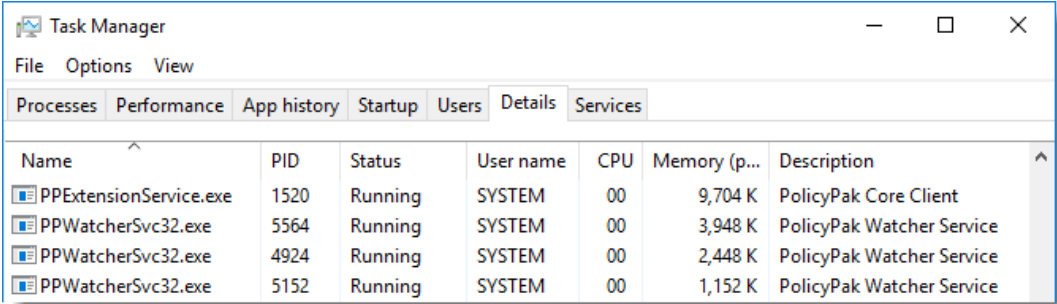 Task Manager
File Options View
Processes Performance App history Startup Users Details Services
Name PID Status User name CPU Memory (p... Description
PPExtensionService.exe 1520 Running SYSTEM 00 9,704 K PolicyPak Core Client
PPWatcherSvc32.exe 5564 Running SYSTEM 00 3,948 K PolicyPak Watcher Service
PPWatcherSvc32.exe 4924 Running SYSTEM 00 2,448 K PolicyPak Watcher Service
PPWatcherSvc32.exe 5152 Running SYSTEM 00 1,152 K PolicyPak Watcher Service